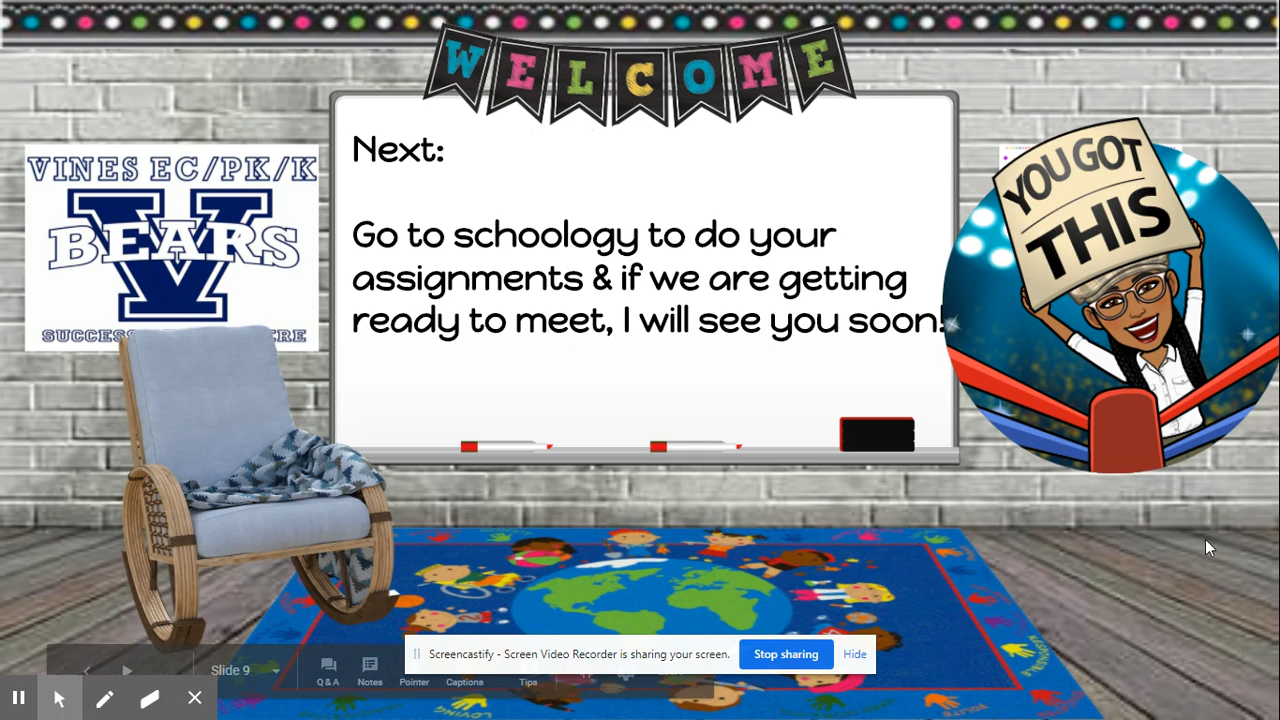 WELCOME
Next:
Go to schoology to do your
assignments & if we are getting
ready to meet, I will see you soon!
VINES EC/PK/K
V
BEARS
YOU GOT
THIS
LOVING
POLITE
Screencastify - Screen Video Recorder is sharing your screen.
Stop sharing
Hide
Slide 9
Q & A
Notes
Pointer
Captions
Tips